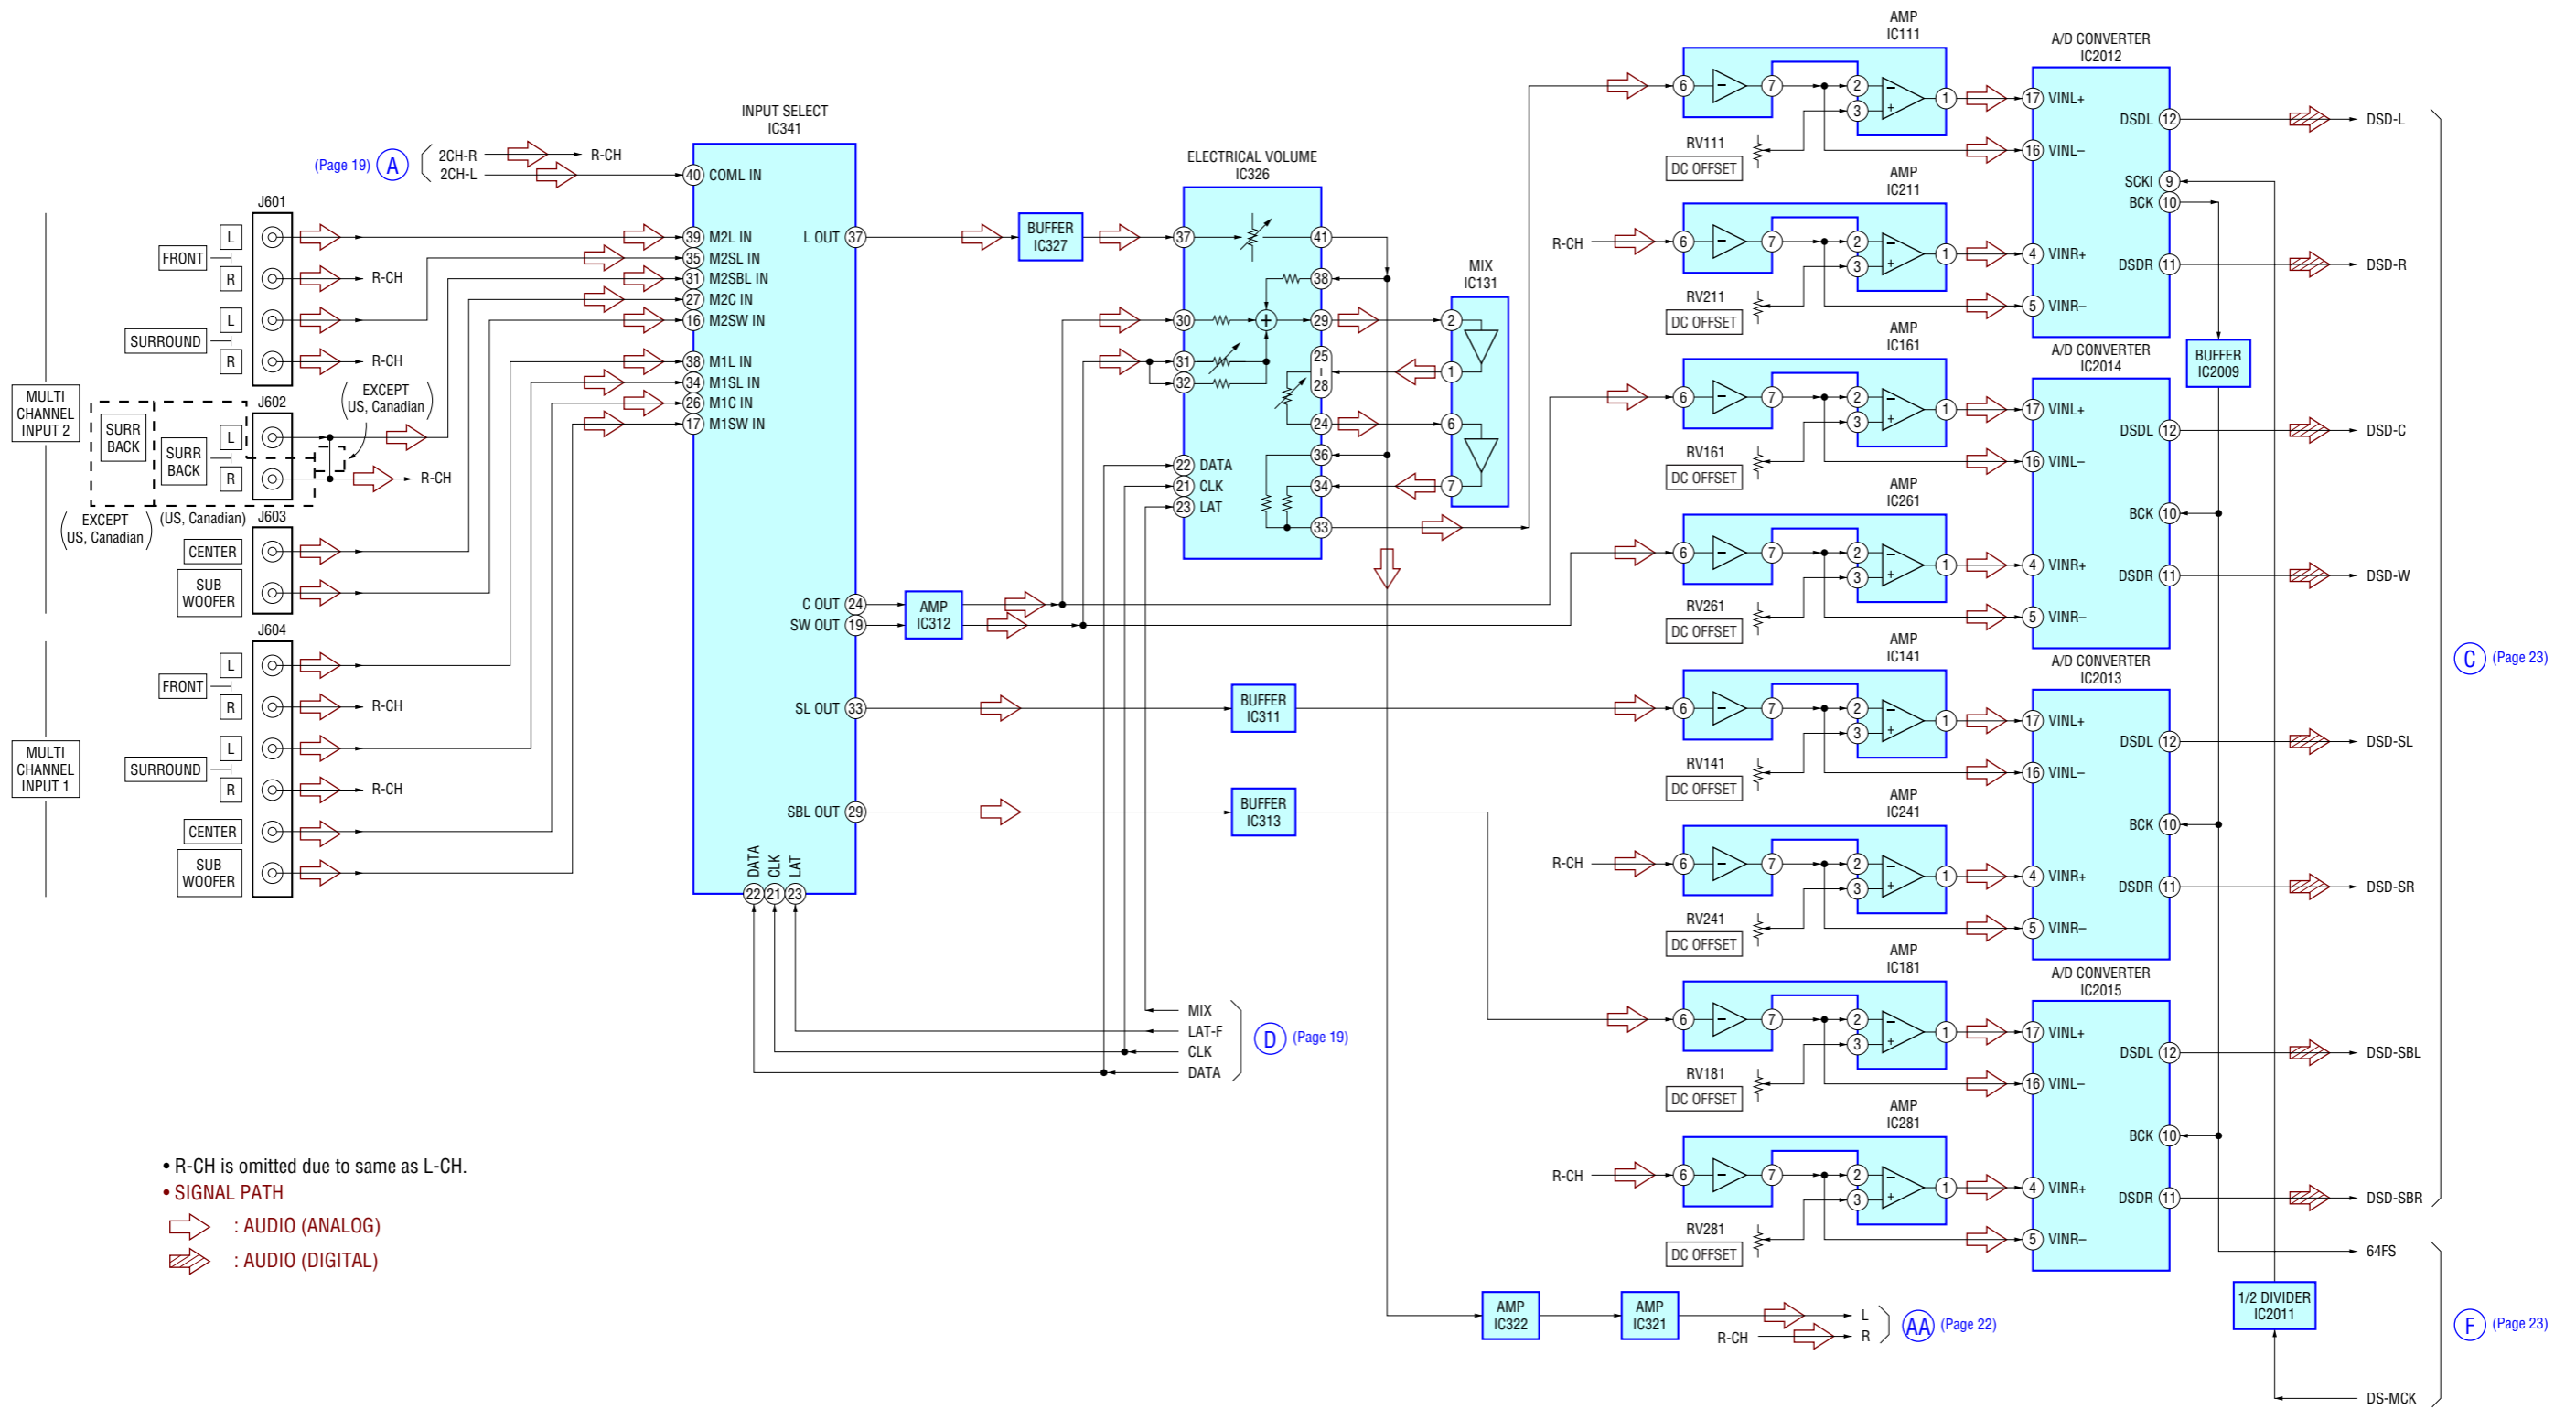 (Page 19) A
2CH-R
R-CH
2CH-L
INPUT SELECT
IC341
40 COML IN
39 M2L IN
35 M2SL IN
31 M2SBL IN
27 M2C IN
16 M2SW IN
38 M1L IN
34 M1SL IN
26 M1C IN
17 M1SW IN
L OUT 37
C OUT 24
SW OUT 19
SL OUT 33
SBL OUT 29
DATA
CLK
LAT
22 21 23
MULTI
CHANNEL
INPUT 2
J601
FRONT
L
R
R-CH
SURROUND
L
R
R-CH
J602
SURR
BACK
SURR
BACK
L
R
R-CH
(EXCEPT
US, Canadian)
(EXCEPT
US, Canadian)
(US, Canadian)
J603
CENTER
SUB
WOOFER
MULTI
CHANNEL
INPUT 1
J604
FRONT
L
R
R-CH
SURROUND
L
R
R-CH
CENTER
SUB
WOOFER
BUFFER
IC327
ELECTRICAL VOLUME
IC326
37
30
31
32
22 DATA
21 CLK
23 LAT
41
38
+
29
25
I
28
24
36
34
33
MIX
IC131
2
1
6
7
AMP
IC312
BUFFER
IC311
BUFFER
IC313
MIX
LAT-F
CLK
DATA
D (Page 19)
AMP
IC111
6 – 7 2 – 3 + 1
RV111
DC OFFSET
AMP
IC211
R-CH
6 – 7 2 – 3 + 1
RV211
DC OFFSET
AMP
IC161
6 – 7 2 – 3 + 1
RV161
DC OFFSET
AMP
IC261
6 – 7 2 – 3 + 1
RV261
DC OFFSET
AMP
IC141
6 – 7 2 – 3 + 1
RV141
DC OFFSET
AMP
IC241
R-CH
6 – 7 2 – 3 + 1
RV241
DC OFFSET
AMP
IC181
6 – 7 2 – 3 + 1
RV181
DC OFFSET
AMP
IC281
R-CH
6 – 7 2 – 3 + 1
RV281
DC OFFSET
A/D CONVERTER
IC2012
17 VINL+
16 VINL–
4 VINR+
5 VINR–
DSDL 12
SCKI 9
BCK 10
DSDR 11
DSD-L
DSD-R
BUFFER
IC2009
A/D CONVERTER
IC2014
17 VINL+
16 VINL–
4 VINR+
5 VINR–
DSDL 12
BCK 10
DSDR 11
DSD-C
DSD-W
A/D CONVERTER
IC2013
17 VINL+
16 VINL–
4 VINR+
5 VINR–
DSDL 12
BCK 10
DSDR 11
DSD-SL
DSD-SR
A/D CONVERTER
IC2015
17 VINL+
16 VINL–
4 VINR+
5 VINR–
DSDL 12
BCK 10
DSDR 11
DSD-SBL
DSD-SBR
C (Page 23)
64FS
1/2 DIVIDER
IC2011
DS-MCK
F (Page 23)
AMP
IC322
AMP
IC321
L
R-CH
R
AA (Page 22)
• R-CH is omitted due to same as L-CH.
• SIGNAL PATH
: AUDIO (ANALOG)
: AUDIO (DIGITAL)